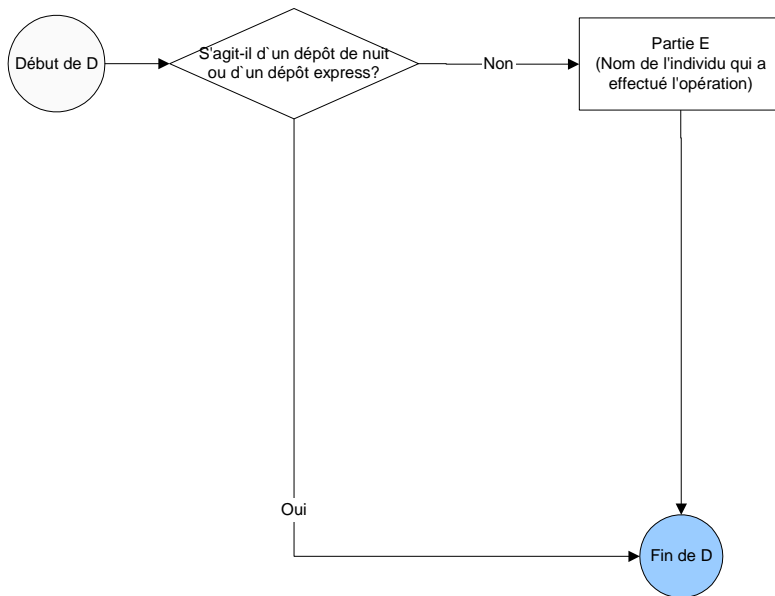 Début de D
S'agit-il d`un dépôt de nuit
ou d`un dépôt express?
Non
Partie E
(Nom de l'individu qui a
effectué l'opération)
Oui
Fin de D